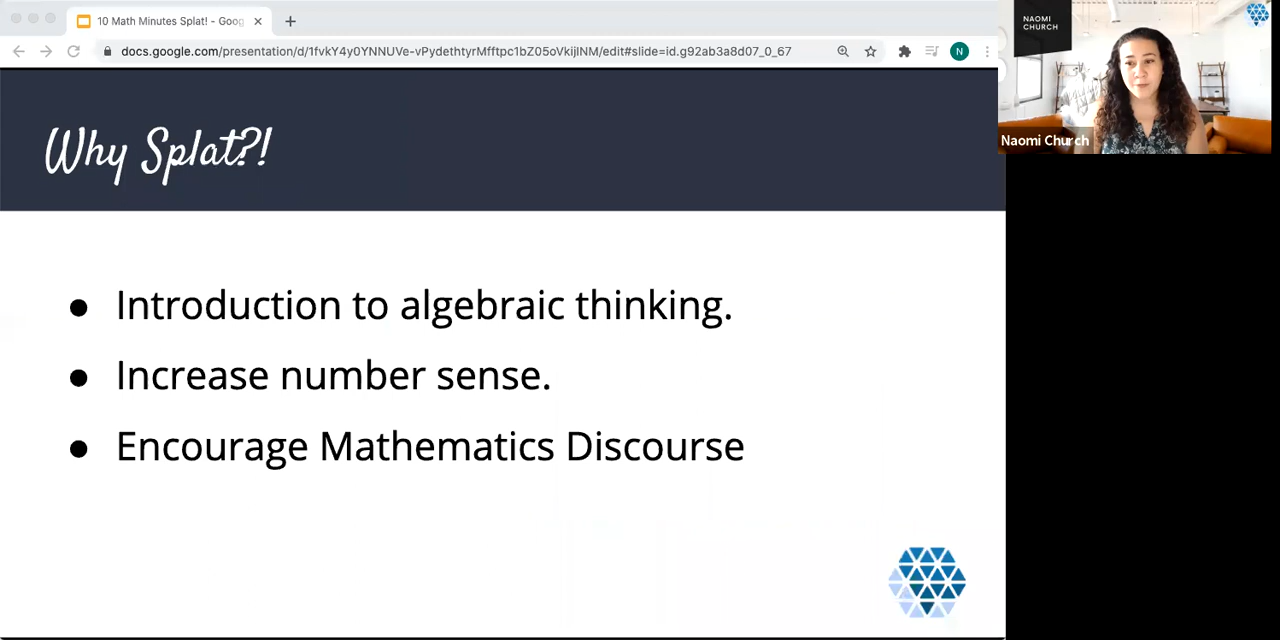 10 Math Minutes Splat! - Goog
docs.google.com/presentation/d/1fvkY4y0YNNUVe-vPydethtyrMfftpc1bZ05oVkijINM/edit#slide=id.g92ab3a8d07_0_67
N
NAOMI
CHURCH
Naomi Church
Why Splat?!
● Introduction to algebraic thinking.
● Increase number sense.
● Encourage Mathematics Discourse